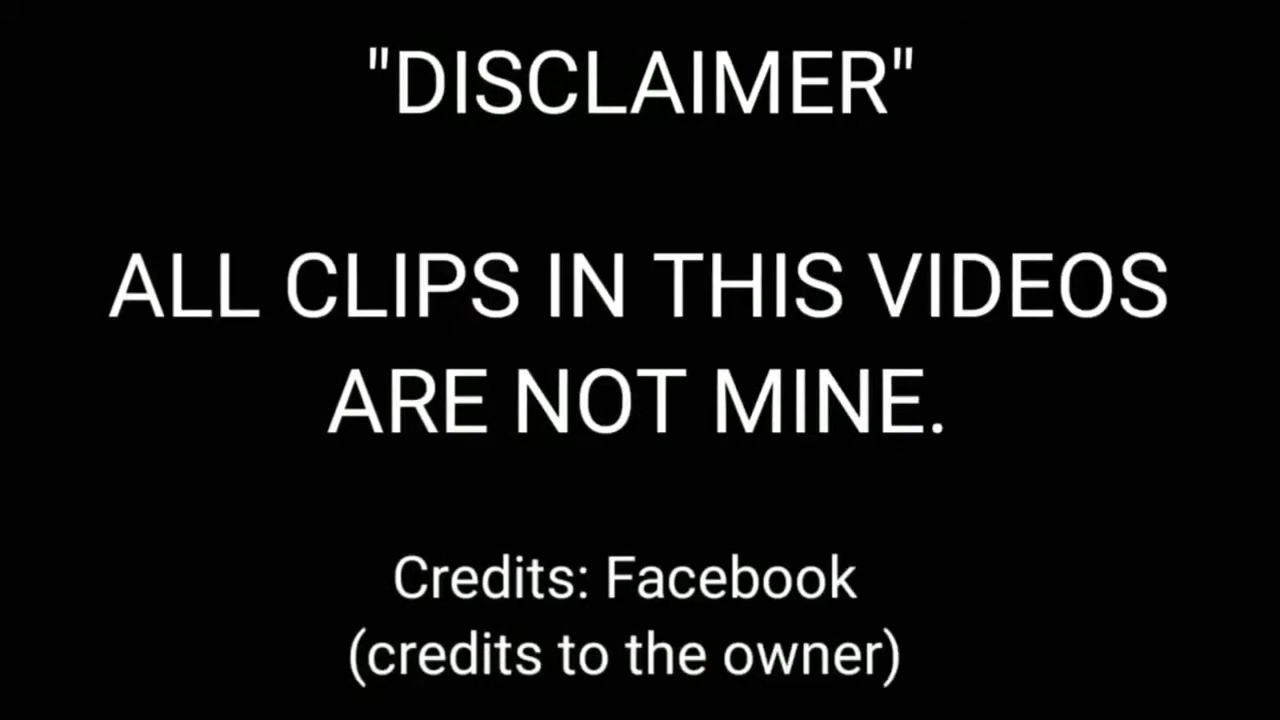 "DISCLAIMER"
ALL CLIPS IN THIS VIDEOS
ARE NOT MINE.
Credits: Facebook
(credits to the owner)